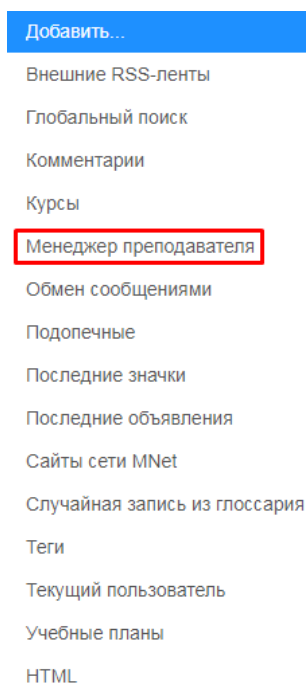 Добавить...
Внешние RSS-ленты
Глобальный поиск
Комментарии
Курсы
Менеджер преподавателя
Обмен сообщениями
Подопечные
Последние значки
Последние объявления
Сайты сети MNet
Случайная запись из глоссария
Теги
Текущий пользователь
Учебные планы
HTML